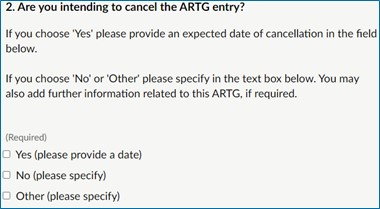 2. Are you intending to cancel the ARTG entry?
If you choose 'Yes' please provide an expected date of cancellation in the field
below.
If you choose 'No' or 'Other' please specify in the text box below. You may
also add further information related to this ARTG, if required.
(Required)
Yes (please provide a date)
No (please specify)
Other (please specify)